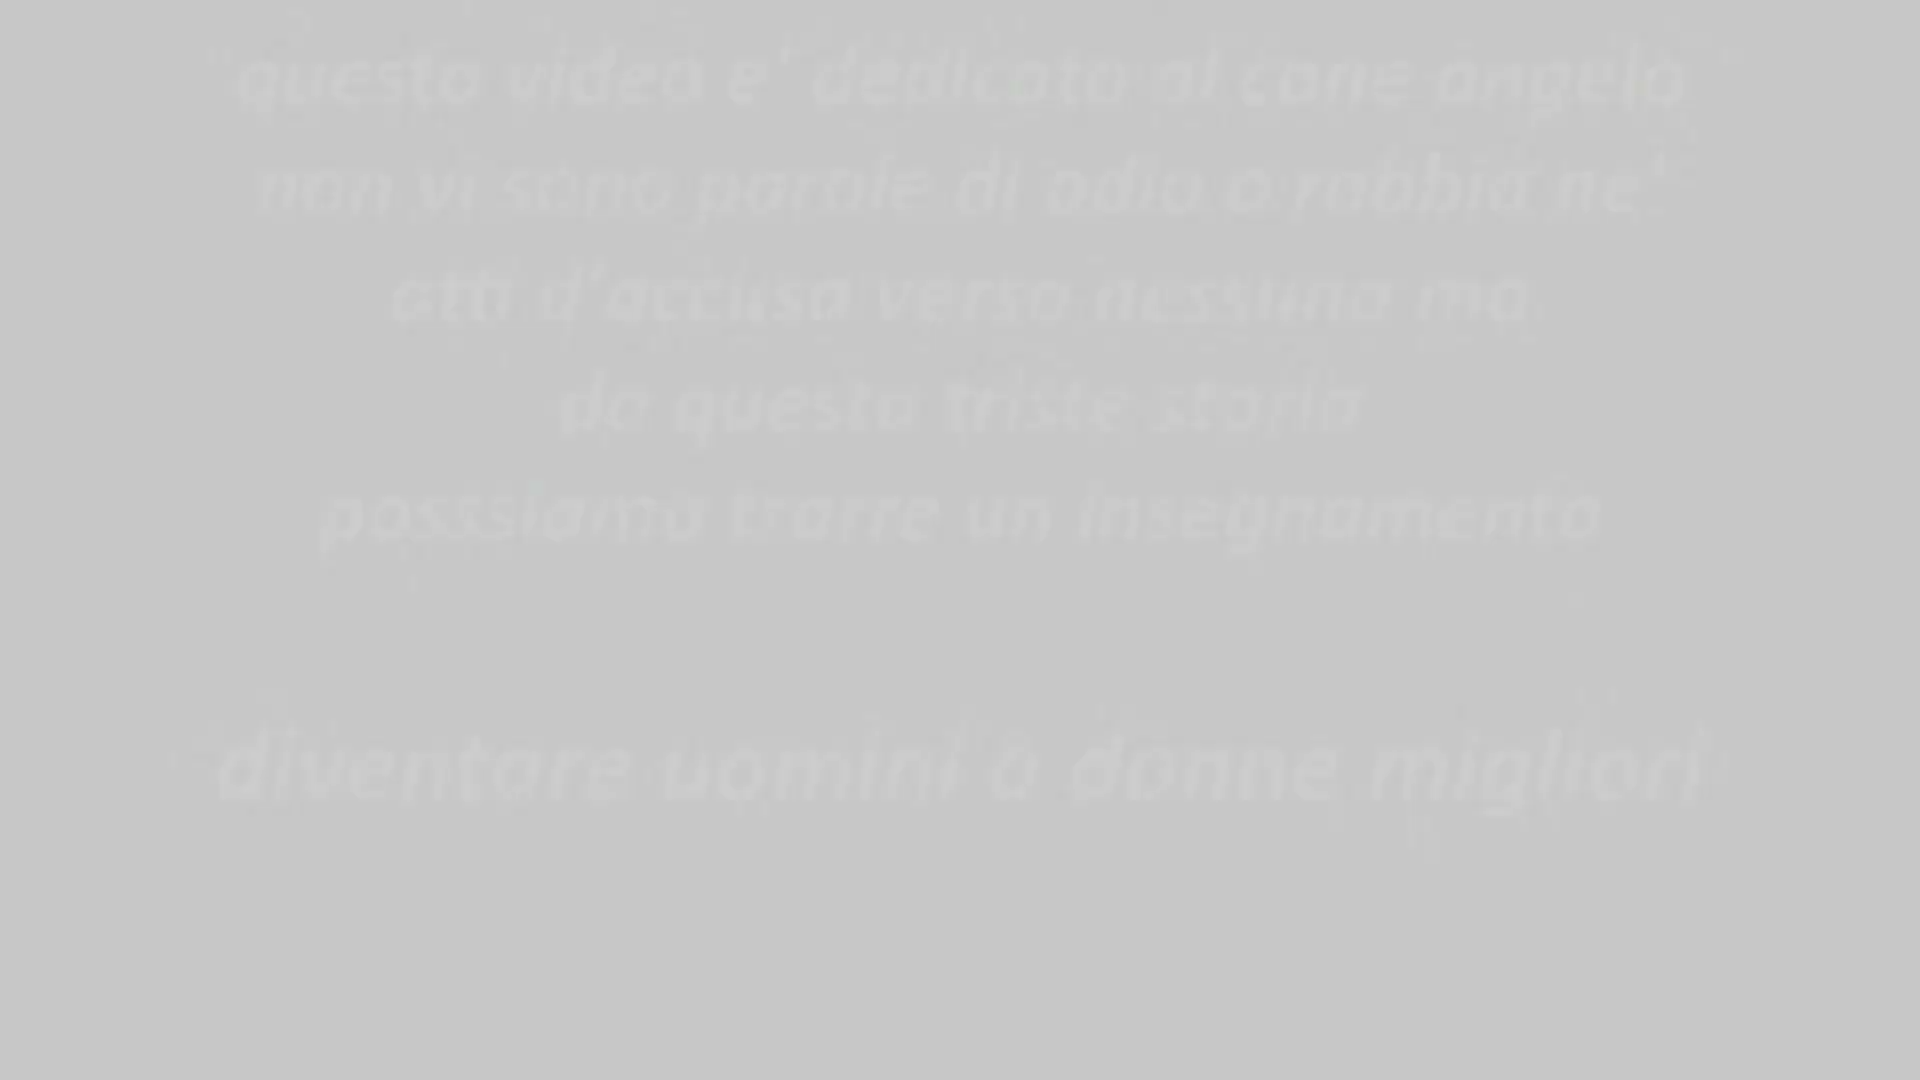 "questo video e' dedicato al cane angelo
non vi sono parole di odio o rabbia ne'
atti d'accusa verso nessuno ma
da questa triste storia
posssiamo trarre un insegnamento
diventare uomini o donne migliori